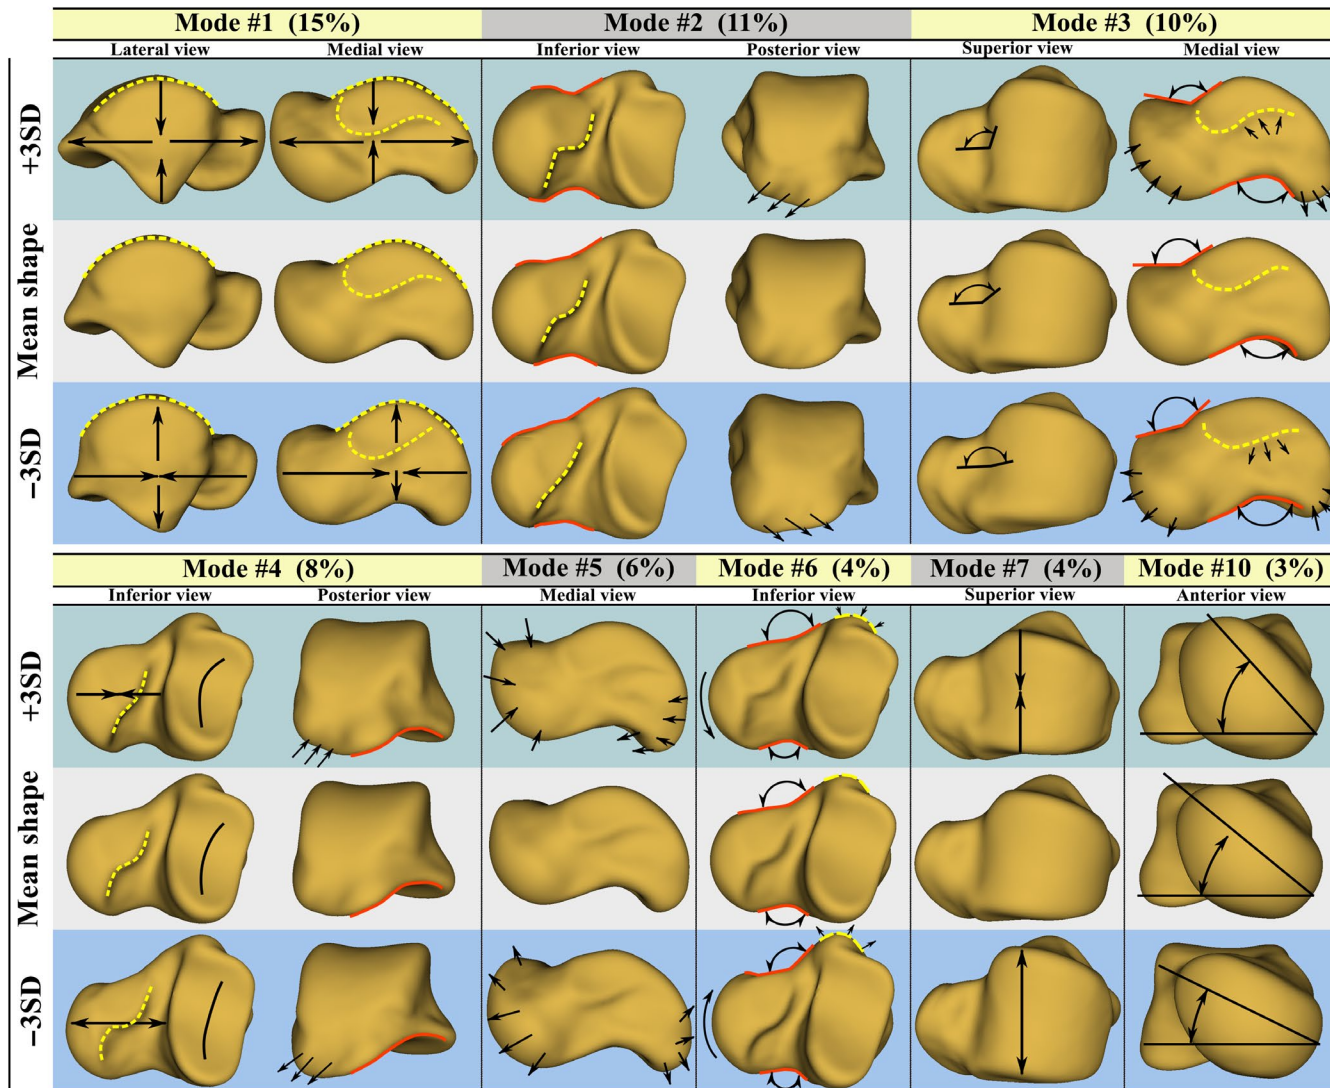 Mode #1 (15%) Mode #2 (11%) Mode #3 (10%)
Lateral view Medial view Inferior view Posterior view Superior view Medial view
+3SD
Mean shape
−3SD
Mode #4 (8%) Mode #5 (6%) Mode #6 (4%) Mode #7 (4%) Mode #10 (3%)
Inferior view Posterior view Medial view Inferior view Superior view Anterior view
+3SD
Mean shape
−3SD